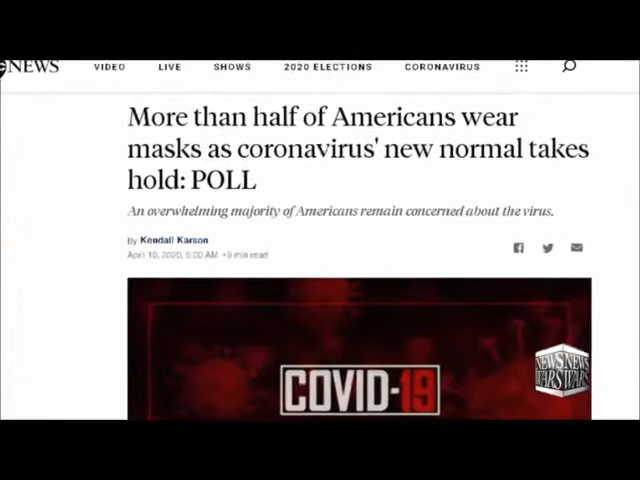 NEWS VIDEO LIVE SHOWS 2020 ELECTIONS CORONAVIRUS
More than half of Americans wear
masks as coronavirus' new normal takes
hold: POLL
An overwhelming majority of Americans remain concerned about the virus.
By Kendall Karson
April 10, 2020, 5:00 AM • 9 min read
COVID-19
NEWS NEWS
WARS WARS